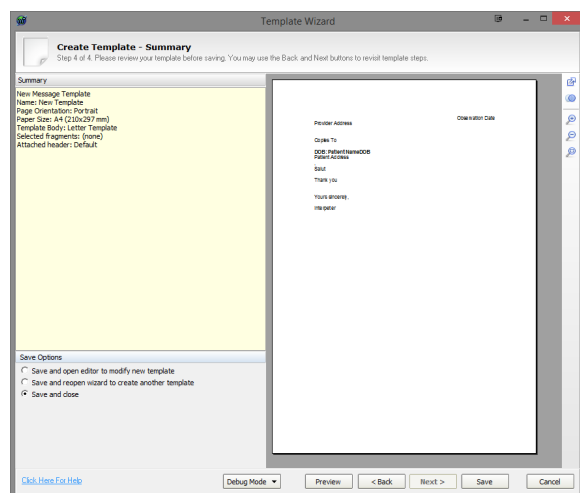 Template Wizard
Create Template - Summary
Step 4 of 4. Please review your template before saving. You may use the Back and Next buttons to revisit template steps.
Summary
New Message Template
Name: New Template
Page Orientation: Portrait
Paper Size: A4 (210x297 mm)
Template Body: Letter Template
Selected fragments: (none)
Attached header: Default
Observation Date
Provider Address
Copies To
DOB: Patient NameDOB
Patient Address
Salut
Thank you
Yours sincerely,
Interpreter
Save Options
Save and open editor to modify new template
Save and reopen wizard to create another template
Save and close
Click Here For Help
Debug Mode
Preview
< Back
Next >
Save
Cancel